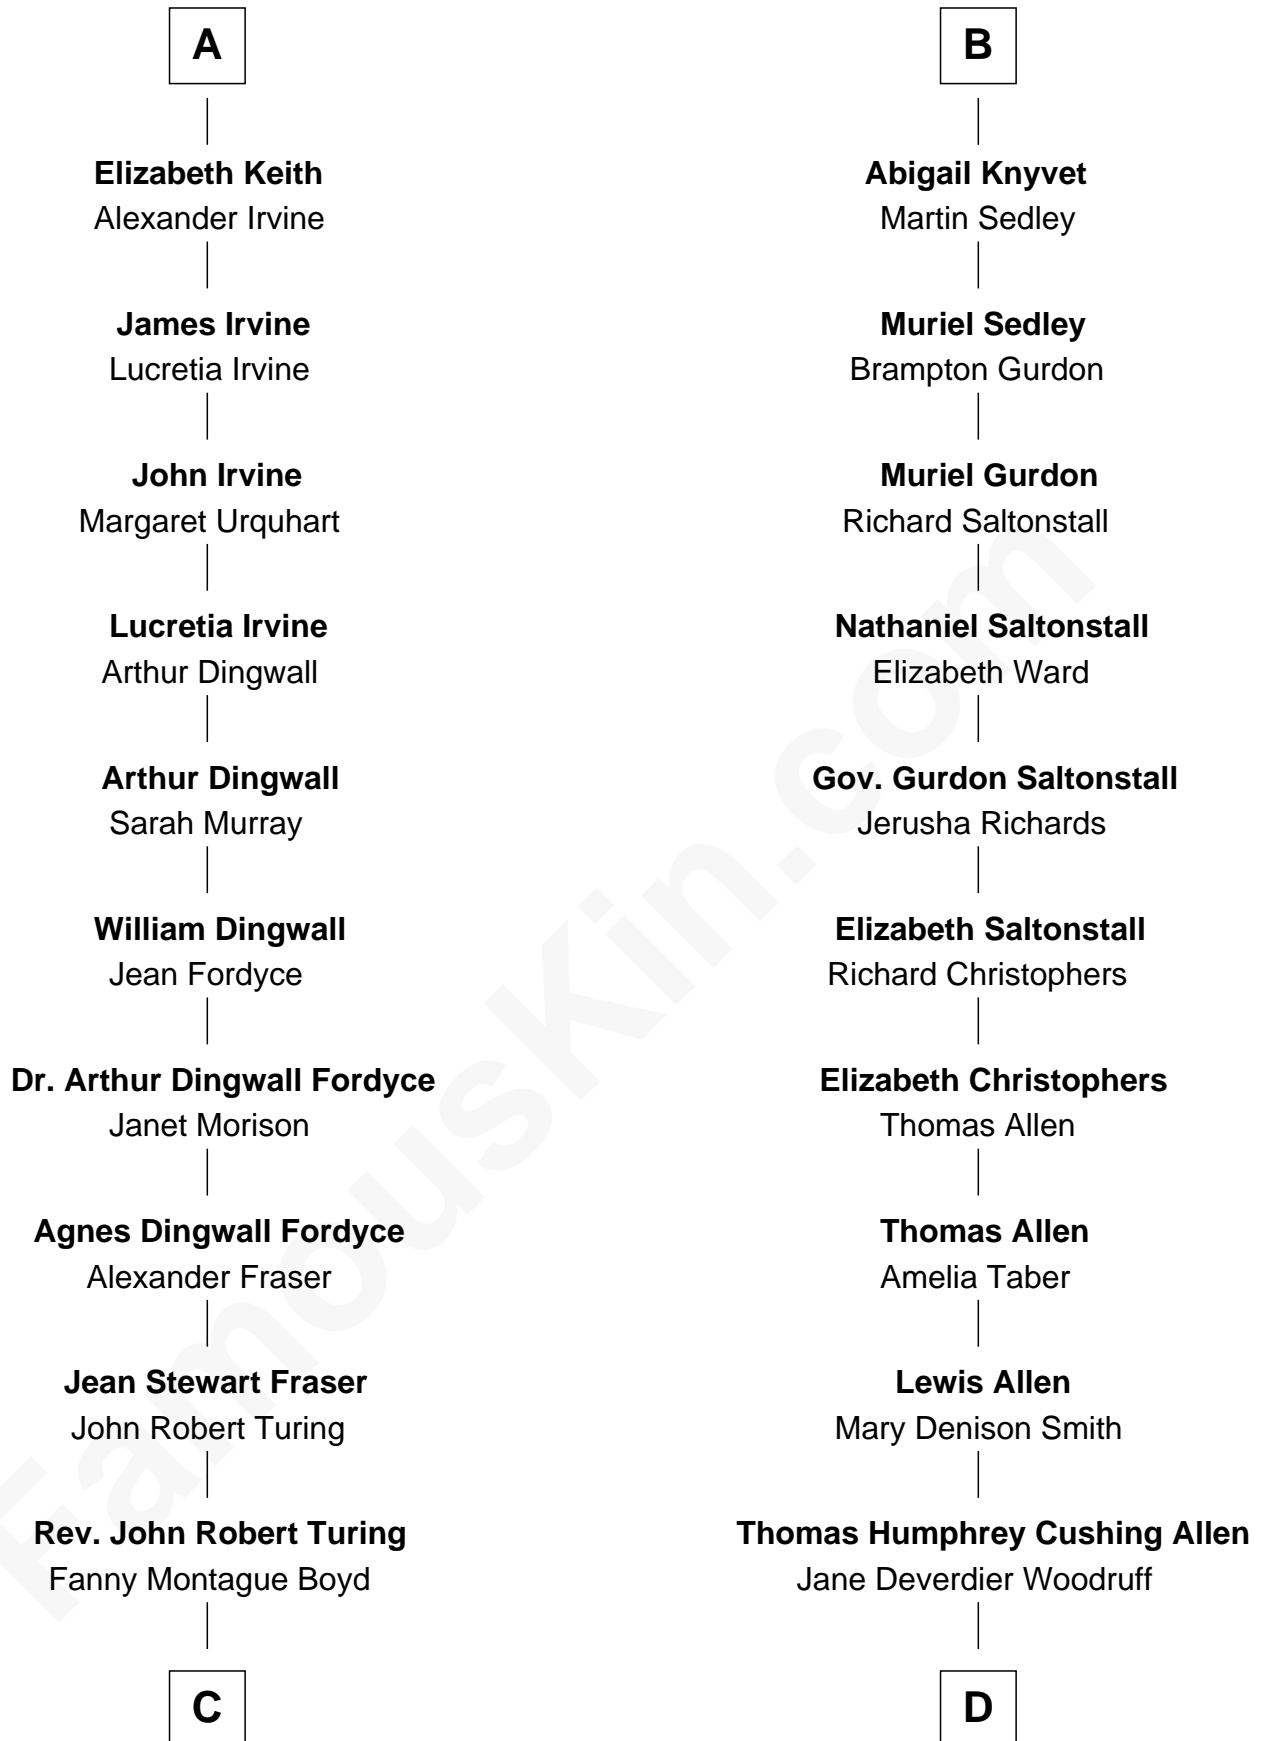 A
Elizabeth Keith
Alexander Irvine
James Irvine
Lucretia Irvine
John Irvine
Margaret Urquhart
Lucretia Irvine
Arthur Dingwall
Arthur Dingwall
Sarah Murray
William Dingwall
Jean Fordyce
Dr. Arthur Dingwall Fordyce
Janet Morison
Agnes Dingwall Fordyce
Alexander Fraser
Jean Stewart Fraser
John Robert Turing
Rev. John Robert Turing
Fanny Montague Boyd
C
B
Abigail Knyvet
Martin Sedley
Muriel Sedley
Brampton Gurdon
Muriel Gurdon
Richard Saltonstall
Nathaniel Saltonstall
Elizabeth Ward
Gov. Gurdon Saltonstall
Jerusha Richards
Elizabeth Saltonstall
Richard Christophers
Elizabeth Christophers
Thomas Allen
Thomas Allen
Amelia Taber
Lewis Allen
Mary Denison Smith
Thomas Humphrey Cushing Allen
Jane Deverdier Woodruff
D
FamousKin.com